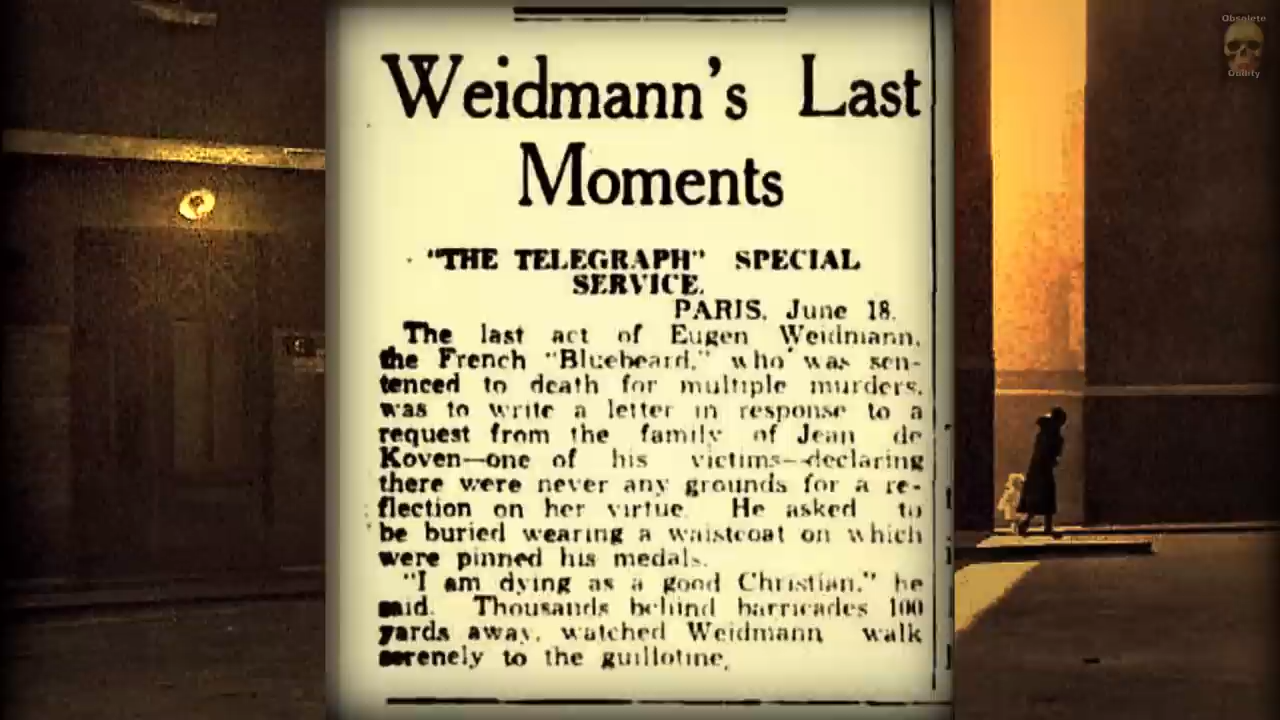 Obsolete
Oddity
Weidmann's Last
Moments
"THE TELEGRAPH" SPECIAL
SERVICE.
PARIS, June 18.
The last act of Eugen Weidmann,
the French "Bluebeard," who was sen-
tenced to death for multiple murders,
was to write a letter in response to a
request from the family of Jean de
Koven—one of his victims—declaring
there were never any grounds for a re-
flection on her virtue. He asked to
be buried wearing a waistcoat on which
were pinned his medals.
"I am dying as a good Christian," he
said. Thousands behind barricades 100
yards away, watched Weidmann walk
serenely to the guillotine.